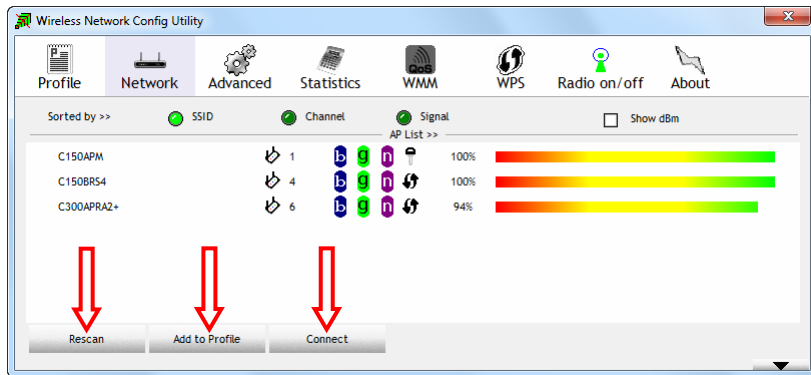 Wireless Network Config Utility
x
P
QoS
Profile Network Advanced Statistics WMM WPS Radio on/off About
Sorted by >> SSID Channel Signal Show dBm
AP List >>
C150APM 1 b g n 100%
C150BRS4 4 b g n 100%
C300APRA2+ 6 b g n 94%
Rescan Add to Profile Connect